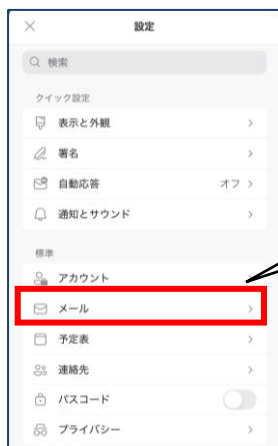 設定
検索
クイック設定
表示と外観
署名
自動応答 オフ
通知とサウンド
標準
アカウント
メール
予定表
連絡先
パスコード
プライバシー